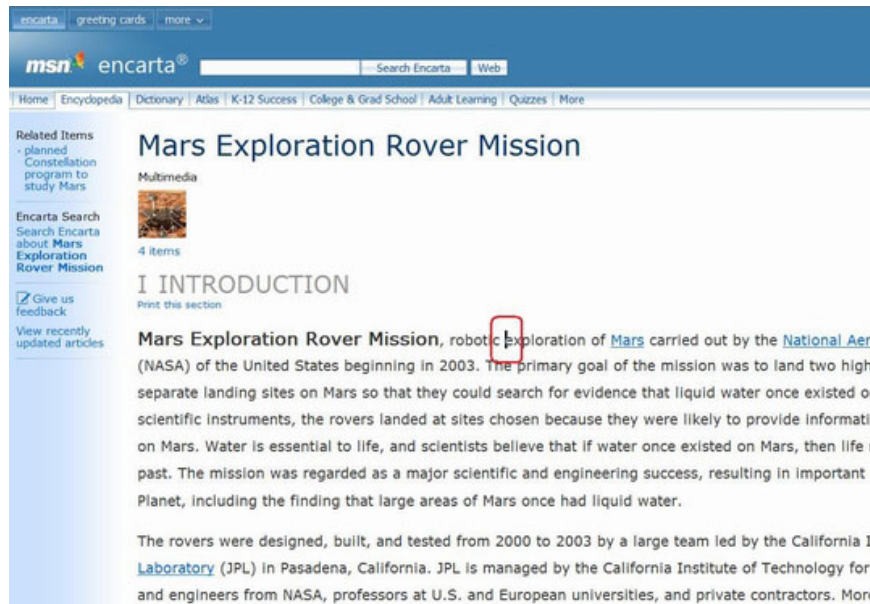 encarta greeting cards more
msn encarta®
Search Encarta Web
Home Encyclopedia Dictionary Atlas K-12 Success College & Grad School Adult Learning Quizzes More
Related Items
· planned
Constellation
program to
study Mars
Encarta Search
Search Encarta
about Mars
Exploration
Rover Mission
Give us
feedback
View recently
updated articles
Mars Exploration Rover Mission
Multimedia
4 items
I INTRODUCTION
Print this section
Mars Exploration Rover Mission, robotic exploration of Mars carried out by the National Aer
(NASA) of the United States beginning in 2003. The primary goal of the mission was to land two high
separate landing sites on Mars so that they could search for evidence that liquid water once existed o
scientific instruments, the rovers landed at sites chosen because they were likely to provide informati
on Mars. Water is essential to life, and scientists believe that if water once existed on Mars, then life
past. The mission was regarded as a major scientific and engineering success, resulting in important
Planet, including the finding that large areas of Mars once had liquid water.
The rovers were designed, built, and tested from 2000 to 2003 by a large team led by the California I
Laboratory (JPL) in Pasadena, California. JPL is managed by the California Institute of Technology for
and engineers from NASA, professors at U.S. and European universities, and private contractors. More